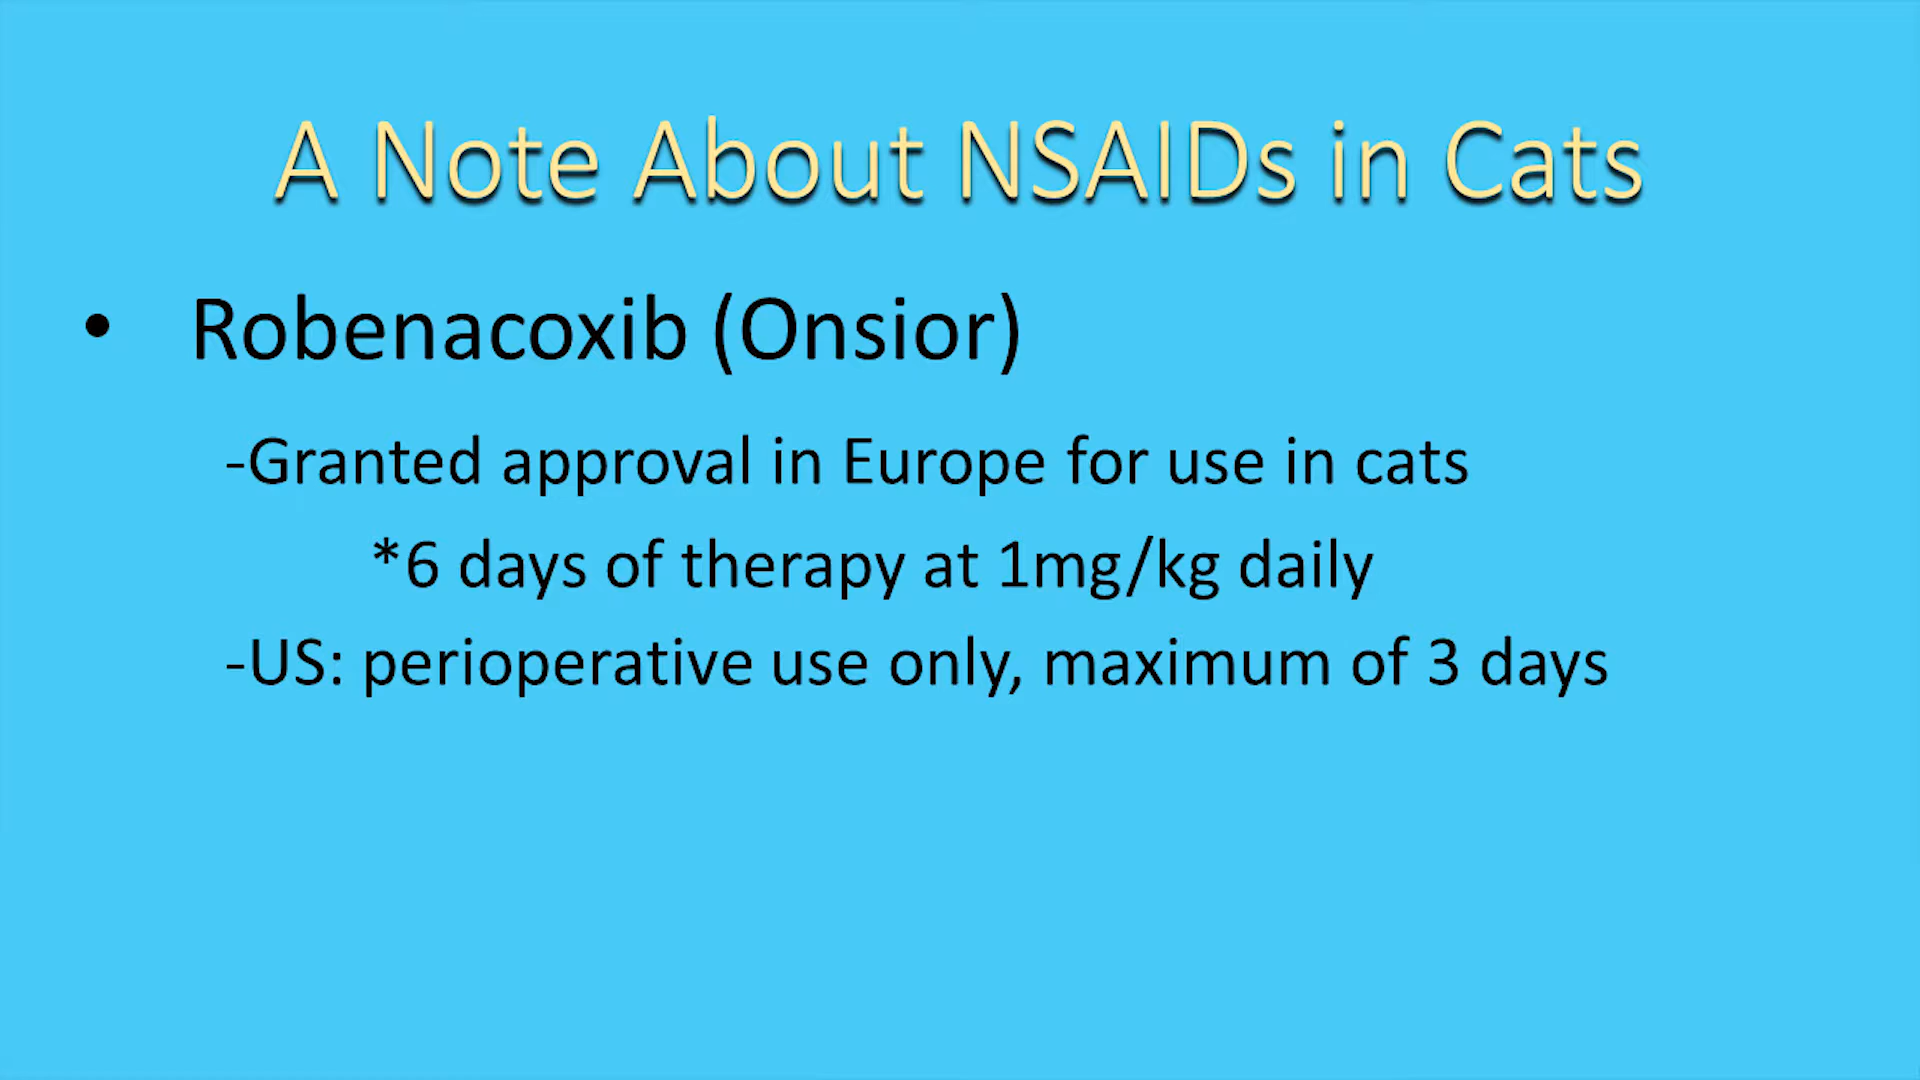 A Note About NSAIDs in Cats
• Robenacoxib (Onsior)
-Granted approval in Europe for use in cats
*6 days of therapy at 1mg/kg daily
-US: perioperative use only, maximum of 3 days